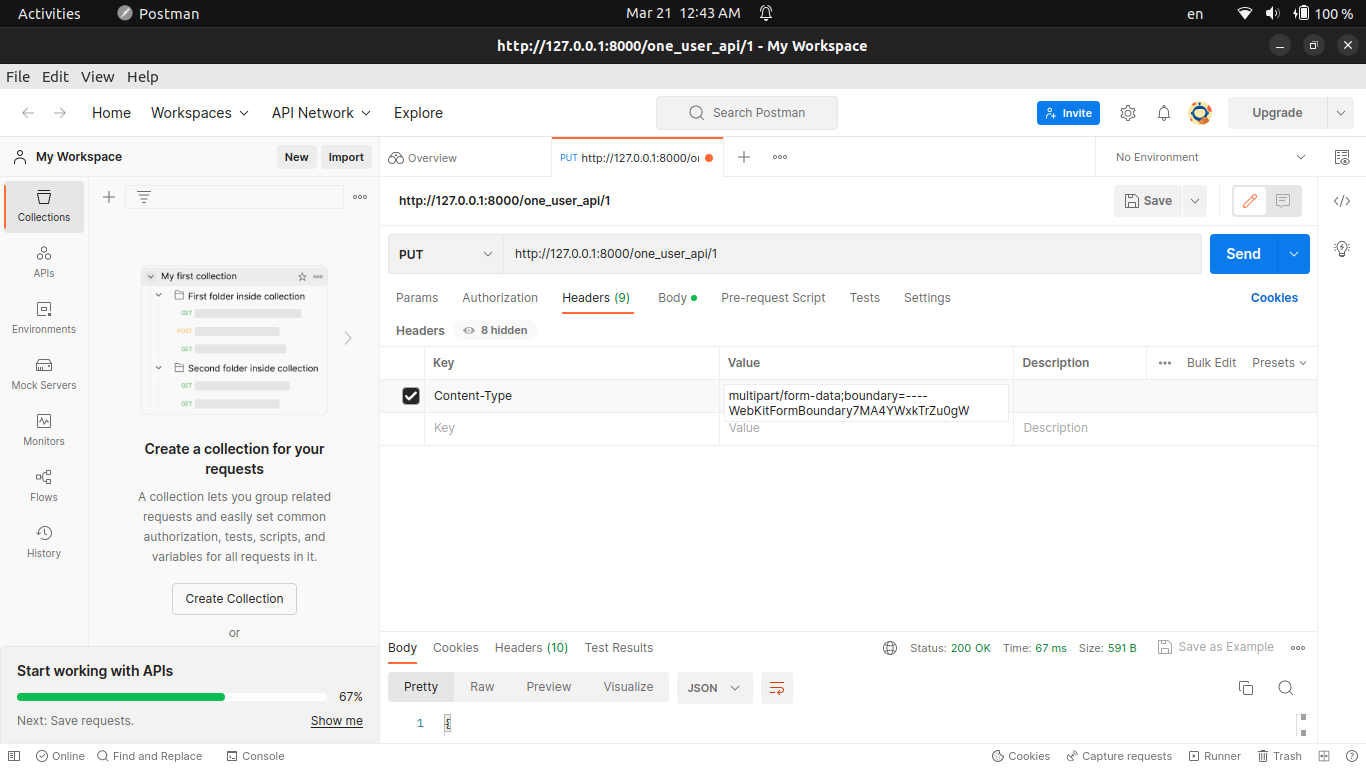 Activities Postman Mar 21 12:43 AM en 100 %
http://127.0.0.1:8000/one_user_api/1 - My Workspace
File Edit View Help
Home Workspaces API Network Explore Search Postman Invite Upgrade
My Workspace New Import Overview PUT http://127.0.0.1:8000/o No Environment
Collections
APIs
Environments
Mock Servers
Monitors
Flows
History
My first collection
First folder inside collection
GET
POST
GET
Second folder inside collection
GET
GET
Create a collection for your
requests
A collection lets you group related
requests and easily set common
authorization, tests, scripts, and
variables for all requests in it.
Create Collection
or
Start working with APIs
67%
Next: Save requests. Show me
http://127.0.0.1:8000/one_user_api/1 Save
PUT http://127.0.0.1:8000/one_user_api/1 Send
Params Authorization Headers (9) Body Pre-request Script Tests Settings Cookies
Headers 8 hidden
Key Value Description Bulk Edit Presets
Content-Type multipart/form-data;boundary=----
WebKitFormBoundary7MA4YWxkTrZu0gW
Key Value Description
Body Cookies Headers (10) Test Results Status: 200 OK Time: 67 ms Size: 591 B Save as Example
Pretty Raw Preview Visualize JSON
1 {
Online Find and Replace Console Cookies Capture requests Runner Trash